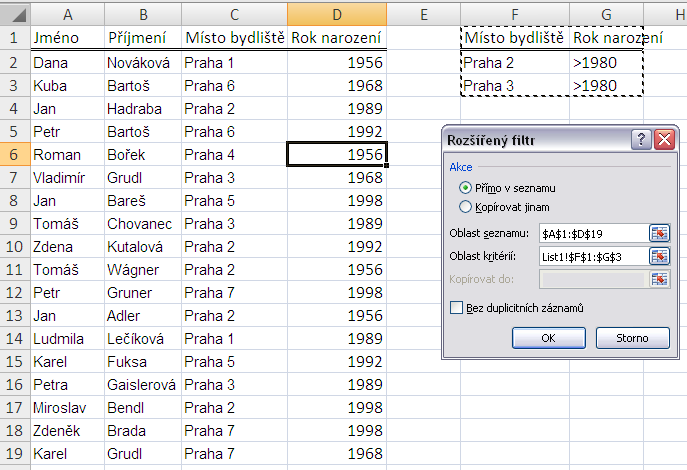 A B C D E F G H
1 Jméno Příjmení Místo bydliště Rok narození Místo bydliště Rok narození
2 Dana Nováková Praha 1 1956 Praha 2 >1980
3 Kuba Bartoš Praha 6 1968 Praha 3 >1980
4 Jan Hadraba Praha 2 1989
5 Petr Bartoš Praha 6 1992
6 Roman Bořek Praha 4 1956
7 Vladimír Grudl Praha 3 1968
8 Jan Bareš Praha 5 1998
9 Tomáš Chovanec Praha 3 1989
10 Zdena Kutalová Praha 2 1992
11 Tomáš Wágner Praha 2 1956
12 Petr Gruner Praha 7 1998
13 Jan Adler Praha 2 1956
14 Ludmila Lečíková Praha 1 1989
15 Karel Fuksa Praha 5 1992
16 Petra Gaislerová Praha 3 1989
17 Miroslav Bendl Praha 2 1998
18 Zdeněk Brada Praha 7 1998
19 Karel Grudl Praha 7 1968
Rozšířený filtr
Akce
Přímo v seznamu
Kopírovat jinam
Oblast seznamu: $A$1:$D$19
Oblast kritérií: List1!$F$1:$G$3
Kopírovat do:
Bez duplicitních záznamů
OK Storno